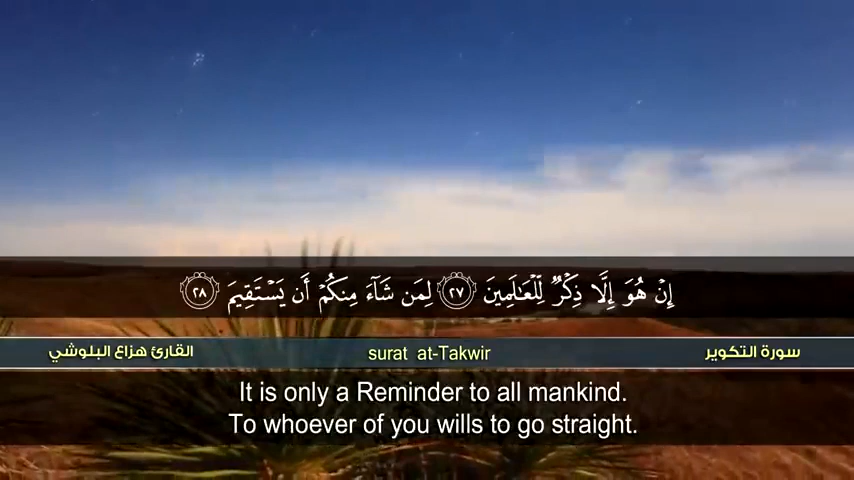 إِنْ هُوَ إِلَّا ذِكْرٌ لِّلْعَـٰلَمِينَ ٢٧ لِمَن شَآءَ مِنكُمْ أَن يَسْتَقِيمَ ٢٨
سورة التكوير surat at-Takwir القارئ هزاع البلوشي
It is only a Reminder to all mankind.
To whoever of you wills to go straight.